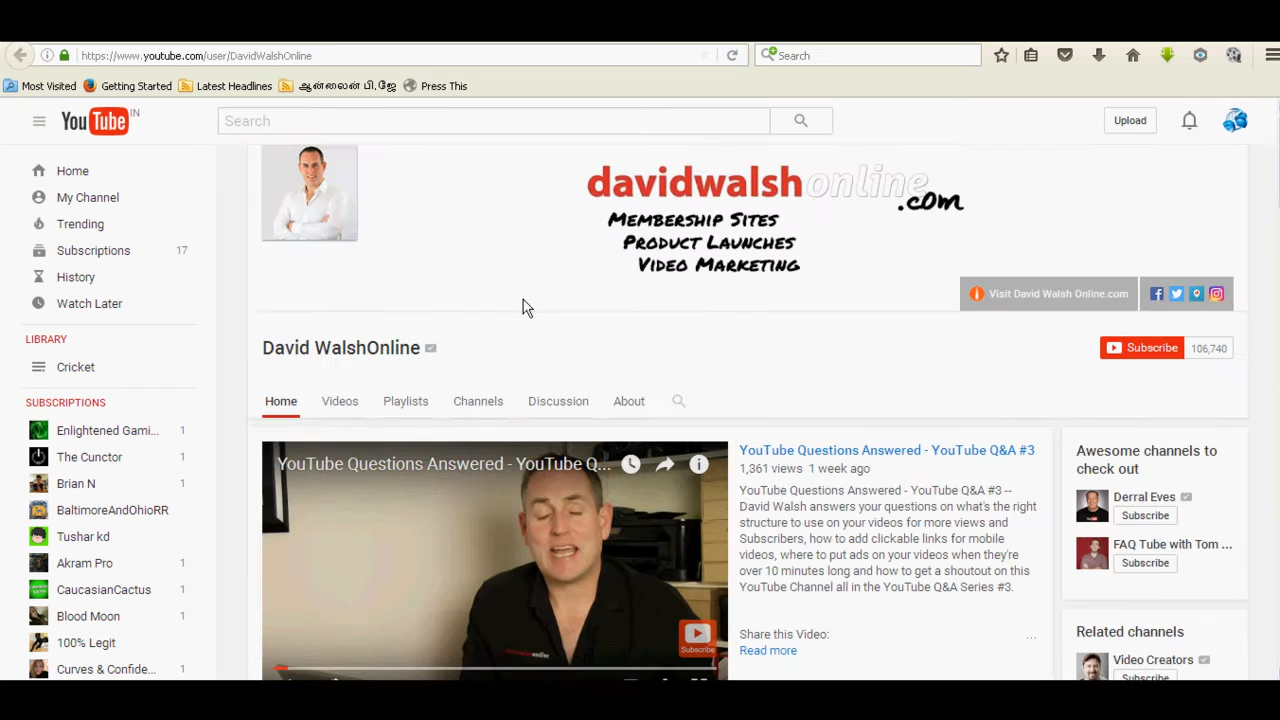 https://www.youtube.com/user/DavidWalshOnline
Search
Most Visited
Getting Started
Latest Headlines
ஆன்லைன் பி.ஜே
Press This
YouTube IN
Search
Upload
Home
My Channel
Trending
Subscriptions 17
History
Watch Later
LIBRARY
Cricket
SUBSCRIPTIONS
Enlightened Gami... 1
The Cunctor 1
Brian N 1
BaltimoreAndOhioRR
Tushar kd 1
Akram Pro 1
CaucasianCactus 1
Blood Moon 1
100% Legit 1
Curves & Confide... 1
davidwalshonline.com
Membership Sites
Product Launches
Video Marketing
Visit David Walsh Online.com
David WalshOnline
Subscribe 106,740
Home Videos Playlists Channels Discussion About
YouTube Questions Answered - YouTube Q...
Subscribe
YouTube Questions Answered - YouTube Q&A #3
1,361 views 1 week ago
YouTube Questions Answered - YouTube Q&A #3 --
David Walsh answers your questions on what's the right
structure to use on your videos for more views and
Subscribers, how to add clickable links for mobile
videos, where to put ads on your videos when they're
over 10 minutes long and how to get a shoutout on this
YouTube Channel all in the YouTube Q&A Series #3.
Share this Video:
...
Read more
Awesome channels to
check out
Derral Eves
Subscribe
FAQ Tube with Tom ...
Subscribe
Related channels
Video Creators
Subscribe